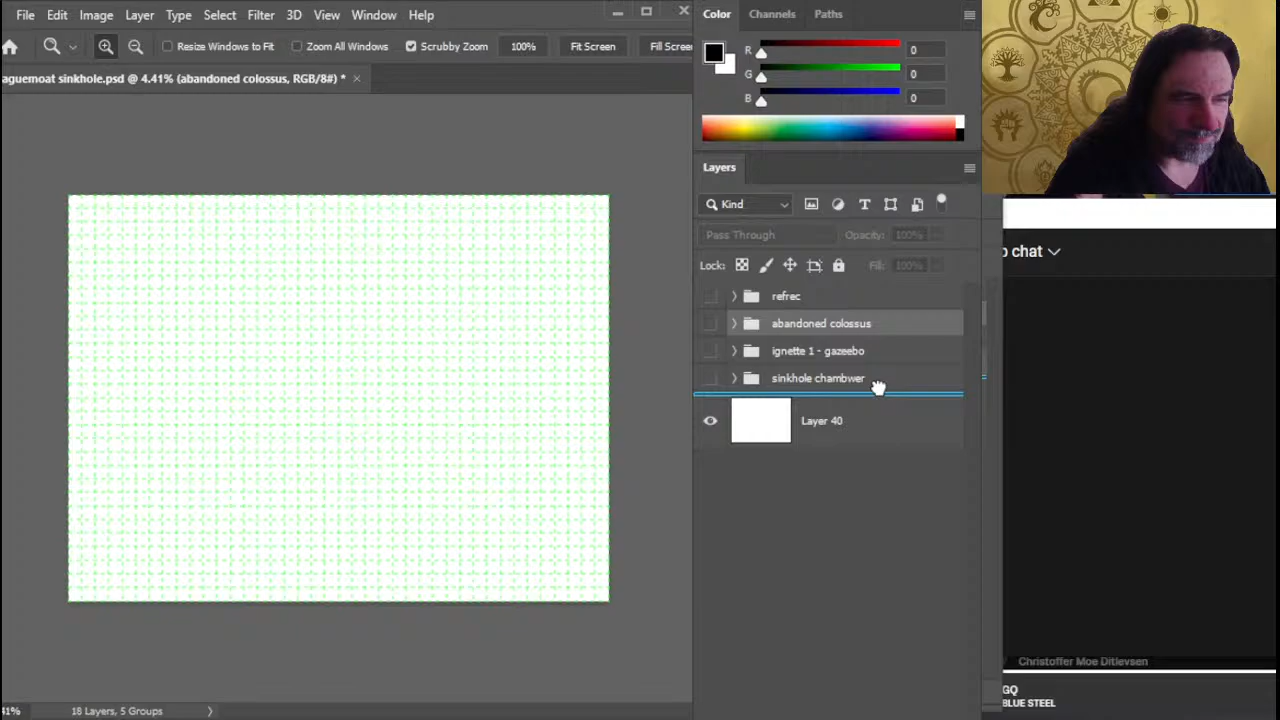 File Edit Image Layer Type Select Filter 3D View Window Help
Resize Windows to Fit Zoom All Windows Scrubby Zoom 100% Fit Screen Fill Screen
aguemoat sinkhole.psd @ 4.41% (abandoned colossus, RGB/8#) * ×
Color Channels Paths
R 0
G 0
B 0
Layers
Kind
Pass Through Opacity: 100%
Lock: Fill: 100%
refrec
abandoned colossus
ignette 1 - gazeebo
sinkhole chambwer
Layer 40
chat
Christoffer Moe Ditlevsen
GQ
BLUE STEEL
41% 18 Layers, 5 Groups